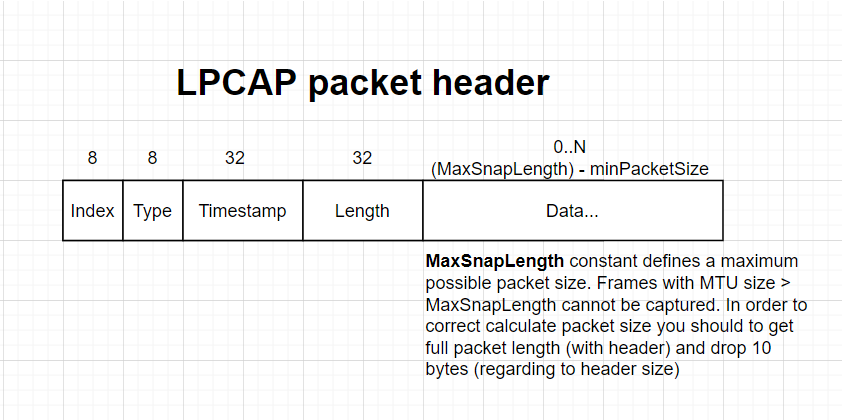 LPCAP packet header
0..N
8 8 32 32 (MaxSnapLength) - minPacketSize
Index Type Timestamp Length Data...
MaxSnapLength constant defines a maximum
possible packet size. Frames with MTU size >
MaxSnapLength cannot be captured. In order to
correct calculate packet size you should to get
full packet length (with header) and drop 10
bytes (regarding to header size)